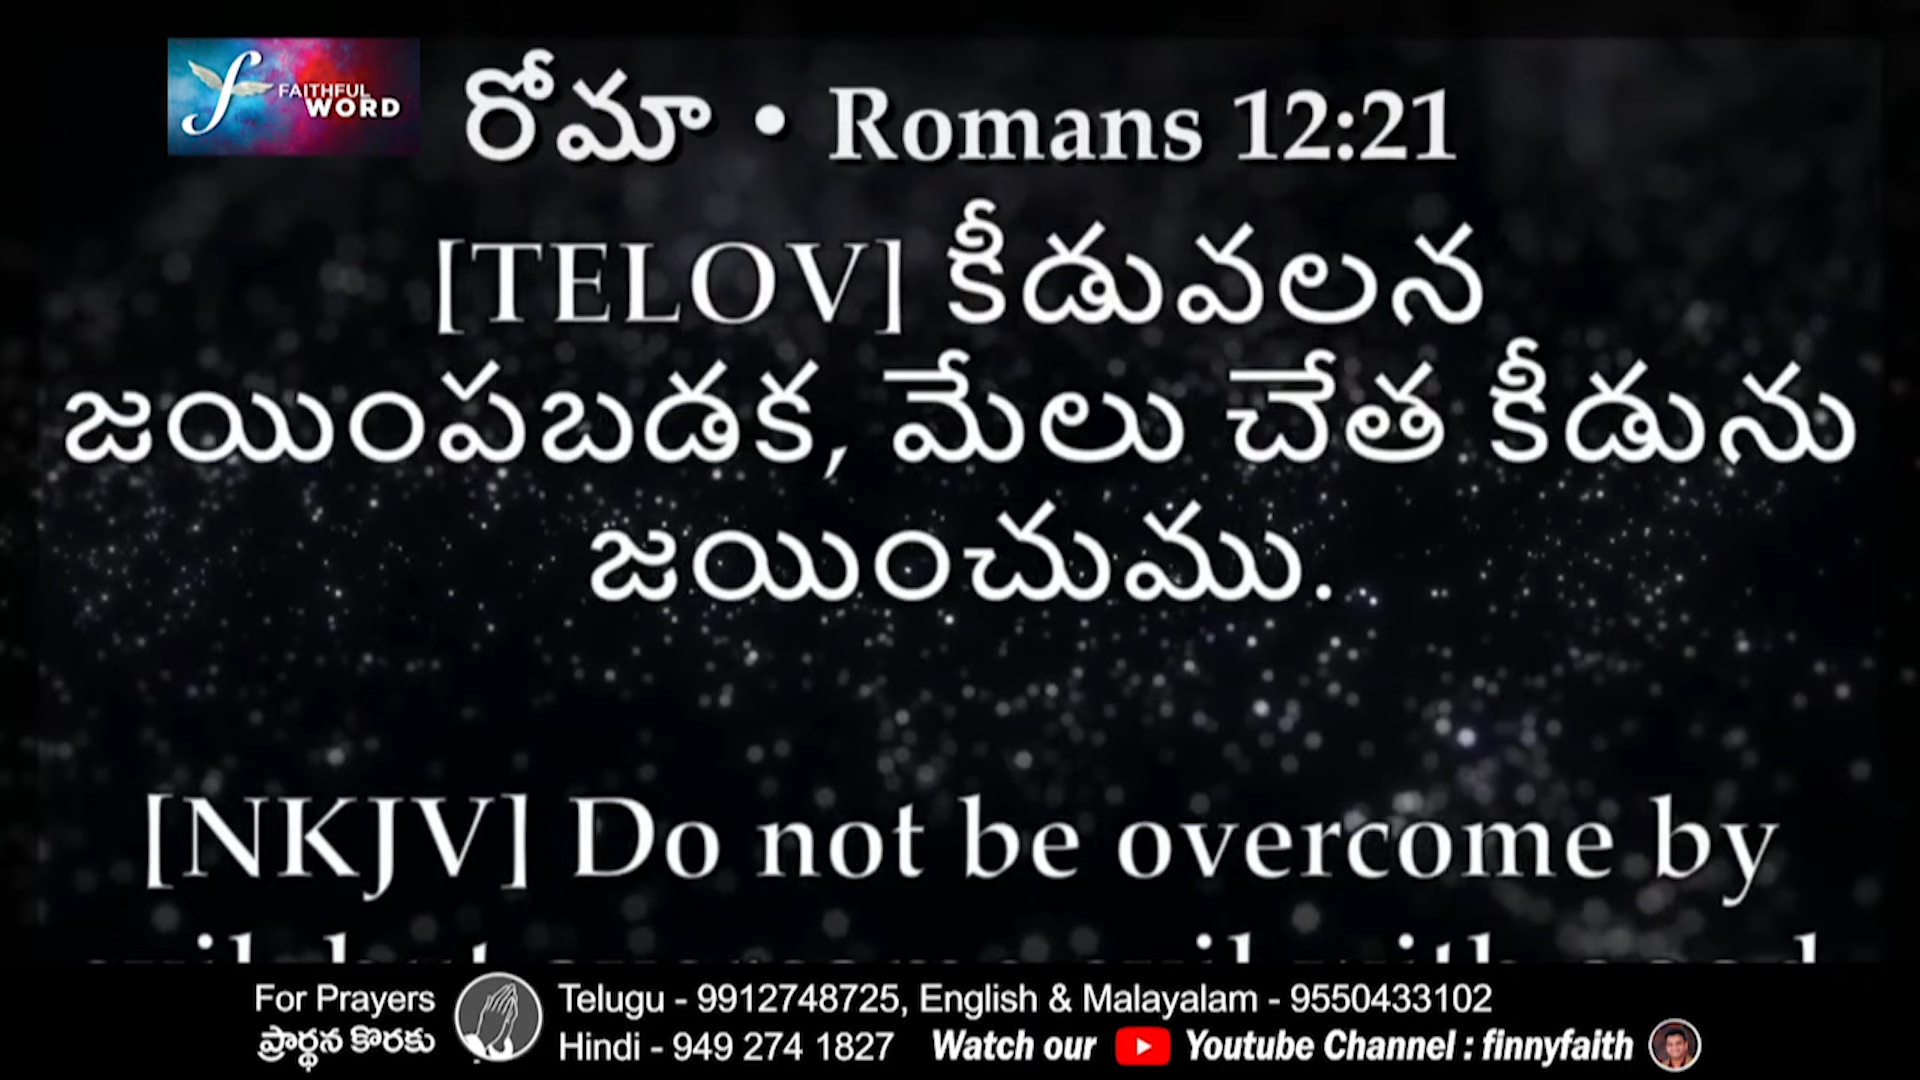 FAITHFUL
WORD
రోమా • Romans 12:21
[TELOV] కీడువలన
జయింపబడక, మేలు చేత కీడును
జయించుము.
[NKJV] Do not be overcome by
For Prayers
ప్రార్థన కొరకు
Telugu - 9912748725, English & Malayalam - 9550433102
Hindi - 949 274 1827 Watch our Youtube Channel : finnyfaith